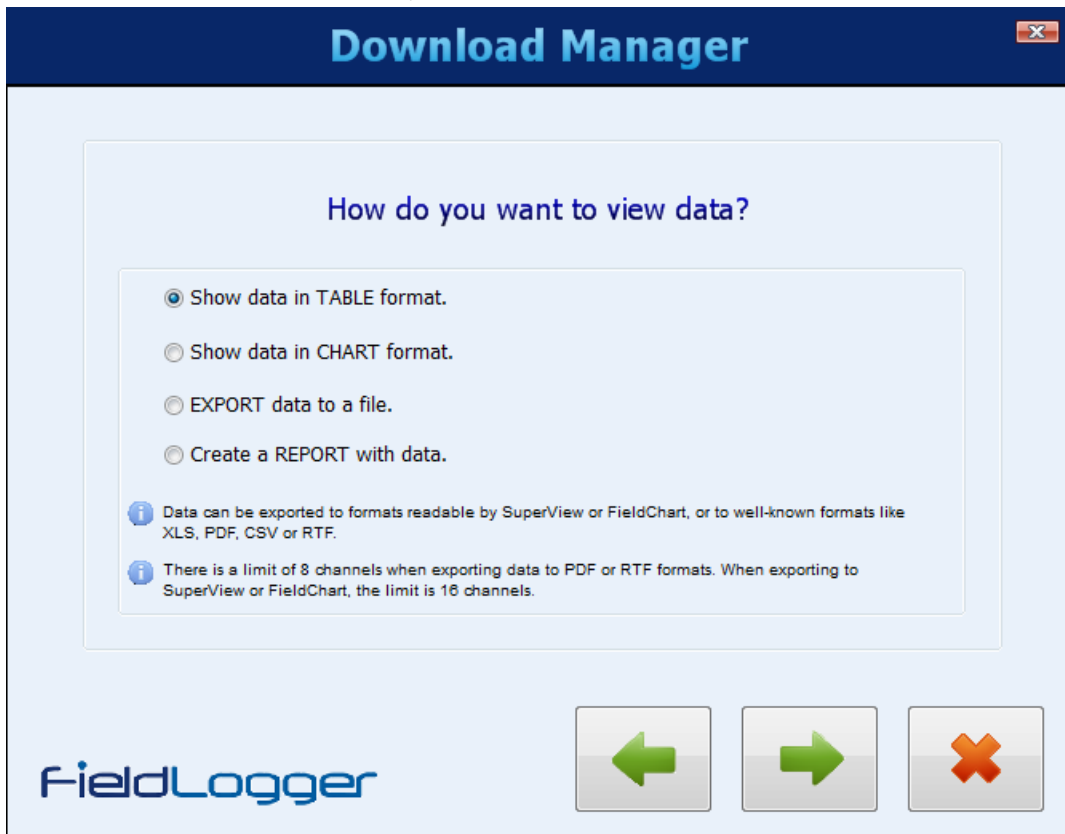 Download Manager
How do you want to view data?
Show data in TABLE format.
Show data in CHART format.
EXPORT data to a file.
Create a REPORT with data.
Data can be exported to formats readable by SuperView or FieldChart, or to well-known formats like
XLS, PDF, CSV or RTF.
There is a limit of 8 channels when exporting data to PDF or RTF formats. When exporting to
SuperView or FieldChart, the limit is 16 channels.
FieldLogger